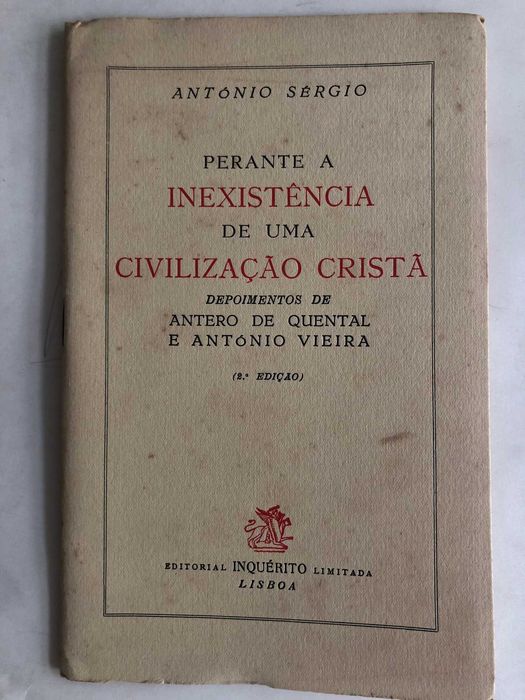 ANTÓNIO SÉRGIO
PERANTE A
INEXISTÊNCIA
DE UMA
CIVILIZAÇÃO CRISTÃ
DEPOIMENTOS DE
ANTERO DE QUENTAL
E ANTÓNIO VIEIRA
(2.ª EDIÇÃO)
EDITORIAL INQUÉRITO LIMITADA
LISBOA